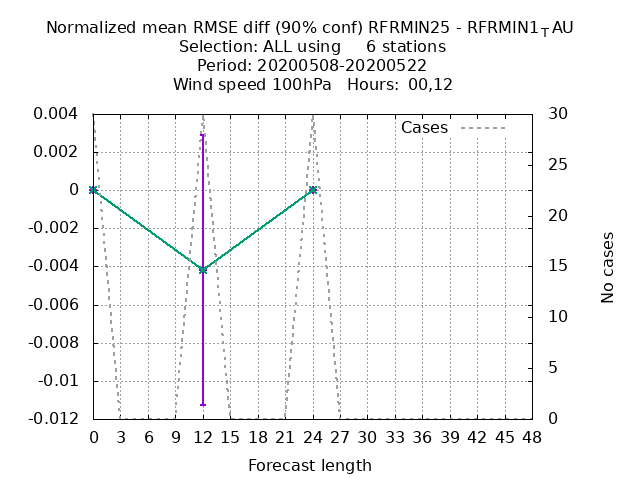 Normalized mean RMSE diff (90% conf) RFRMIN25 - RFRMIN1TAU
Selection: ALL using     6 stations
Period: 20200508-20200522
Wind speed 100hPa   Hours:  00,12
0.004
0.002
0
-0.002
-0.004
-0.006
-0.008
-0.01
-0.012
Cases
30
25
20
15
10
5
0
No cases
0 3 6 9 12 15 18 21 24 27 30 33 36 39 42 45 48
Forecast length